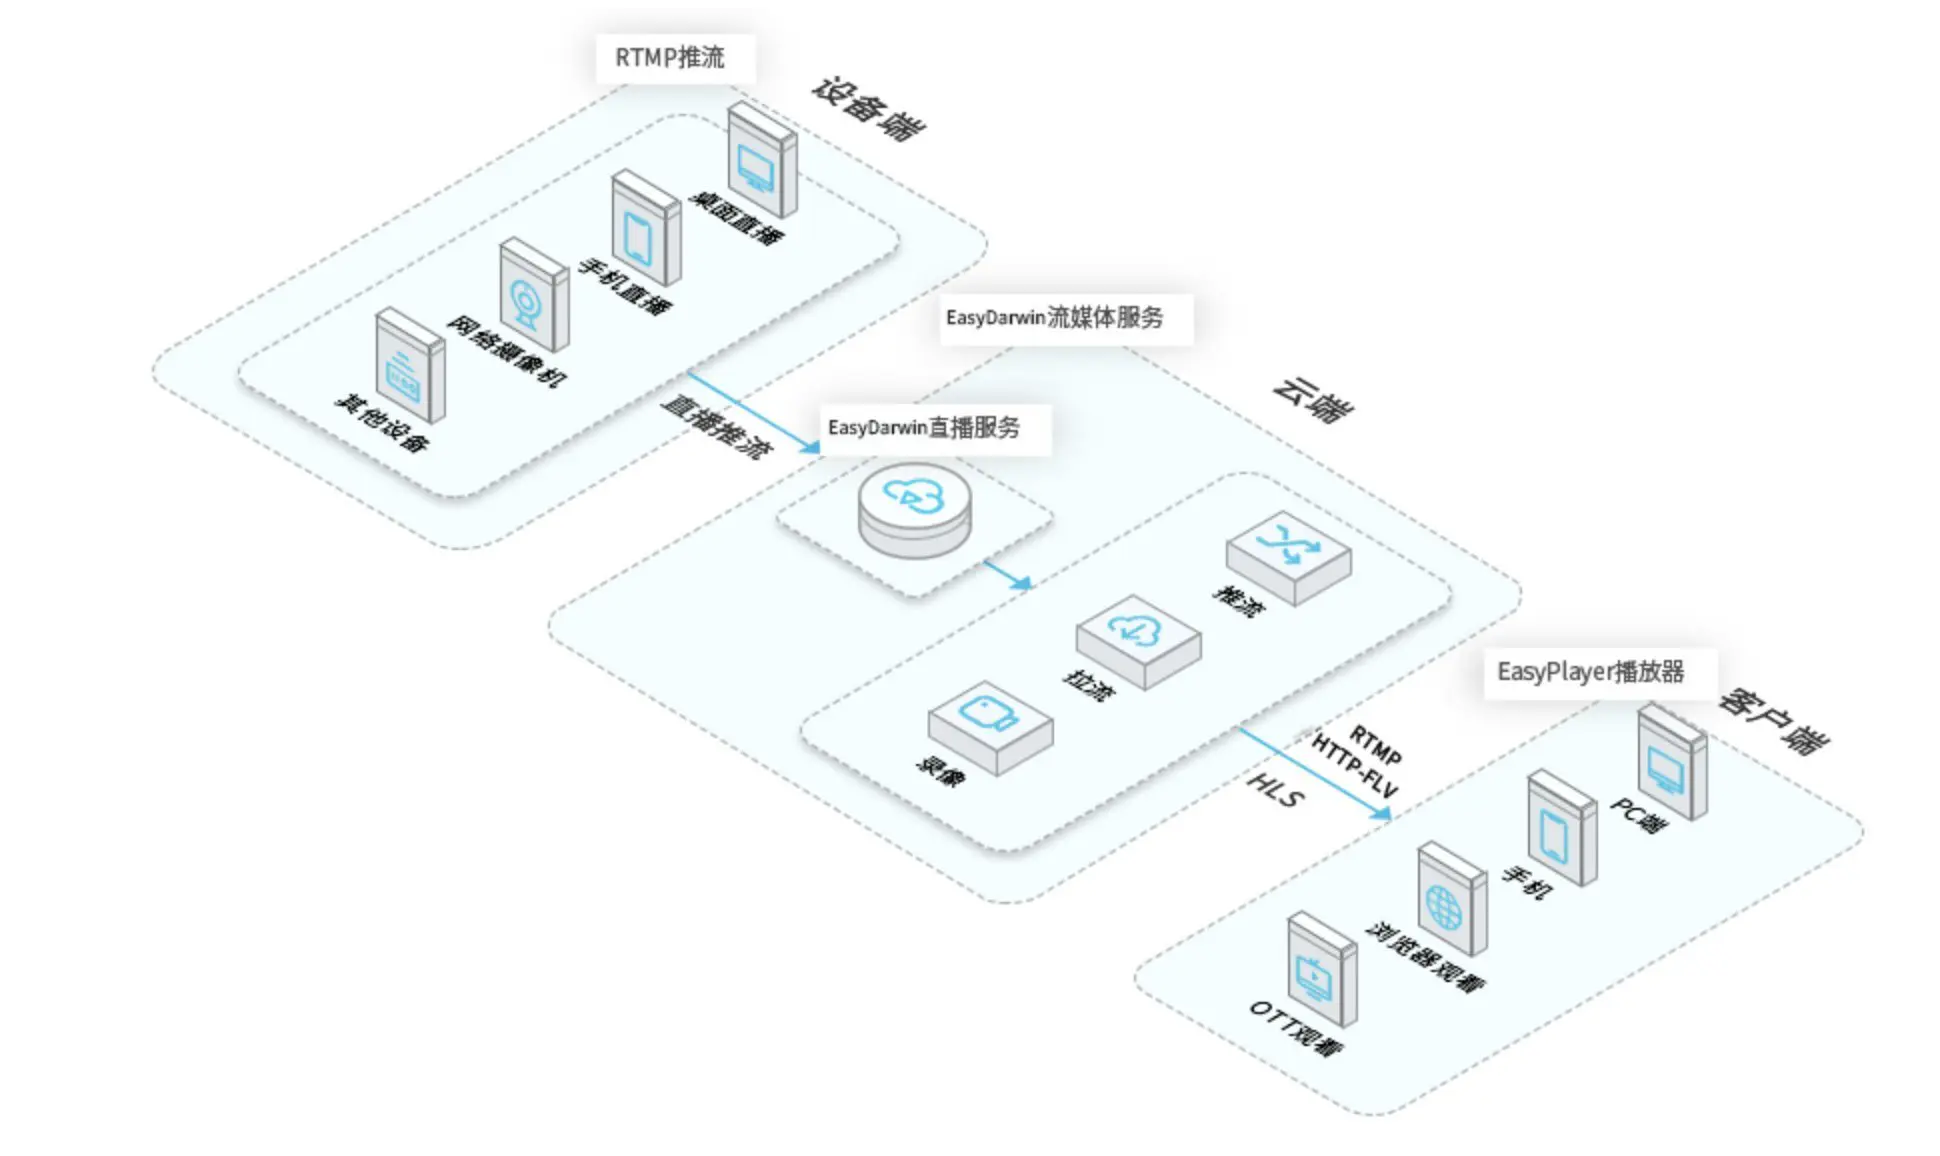 RTMP推流
设备端
桌面直播
手机直播
网络摄像机
其他设备
直播推流
EasyDarwin流媒体服务
云端
EasyDarwin直播服务
推流
拉流
录像
RTMP
HTTP-FLV
HLS
EasyPlayer播放器
客户端
PC端
手机
浏览器观看
OTT观看